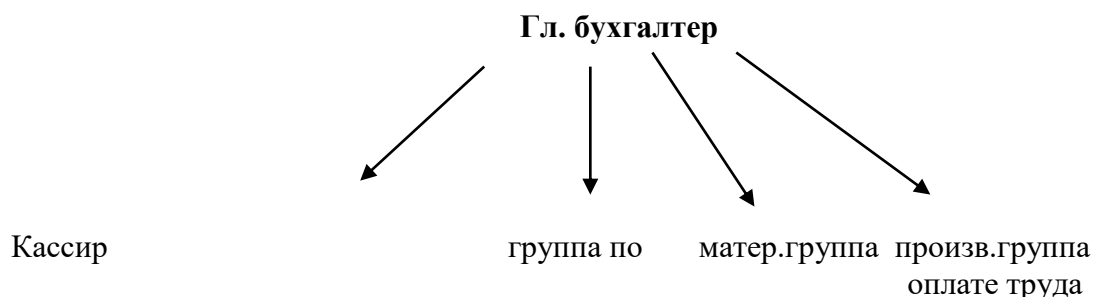 Гл. бухгалтер
Кассир группа по матер.группа произв.группа
оплате труда